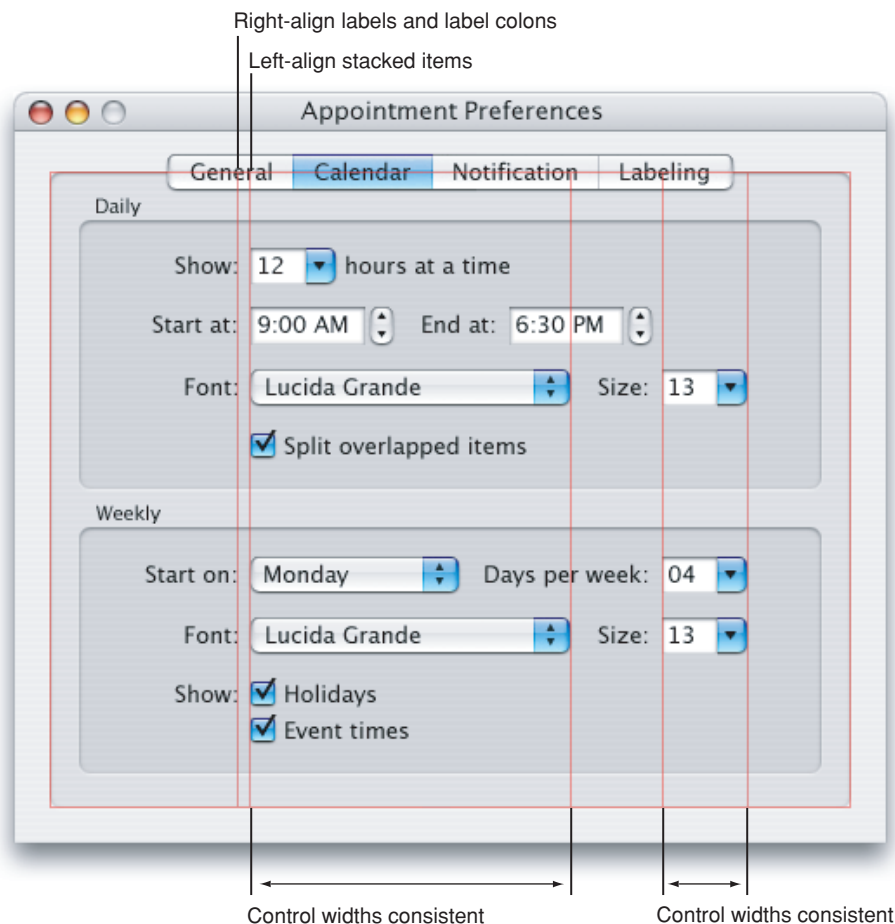 Right-align labels and label colons
Left-align stacked items
Appointment Preferences
General Calendar Notification Labeling
Daily
Show: 12 hours at a time
Start at: 9:00 AM End at: 6:30 PM
Font: Lucida Grande Size: 13
Split overlapped items
Weekly
Start on: Monday Days per week: 04
Font: Lucida Grande Size: 13
Show: Holidays
Event times
Control widths consistent Control widths consistent